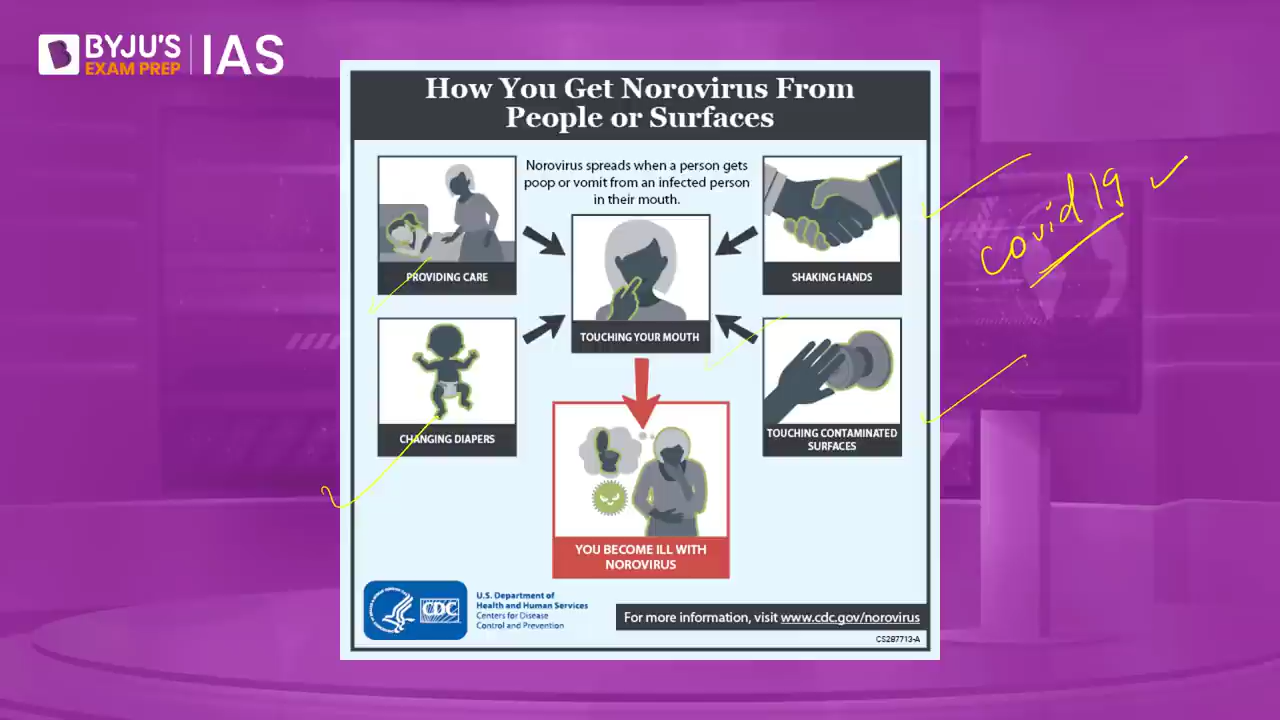 BYJU'S
EXAM PREP
IAS
How You Get Norovirus From
People or Surfaces
Norovirus spreads when a person gets
poop or vomit from an infected person
in their mouth.
PROVIDING CARE
SHAKING HANDS
TOUCHING YOUR MOUTH
CHANGING DIAPERS
TOUCHING CONTAMINATED
SURFACES
covid 19
YOU BECOME ILL WITH
NOROVIRUS
CDC
U.S. Department of
Health and Human Services
Centers for Disease
Control and Prevention
For more information, visit www.cdc.gov/norovirus
CS287713-A